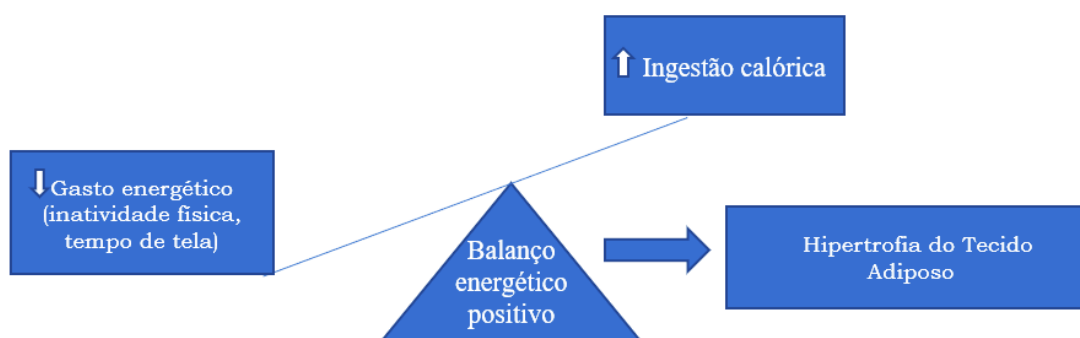 Ingestão calórica
Gasto energético
(inatividade física,
tempo de tela)
Balanço
energético
positivo
Hipertrofia do Tecido
Adiposo